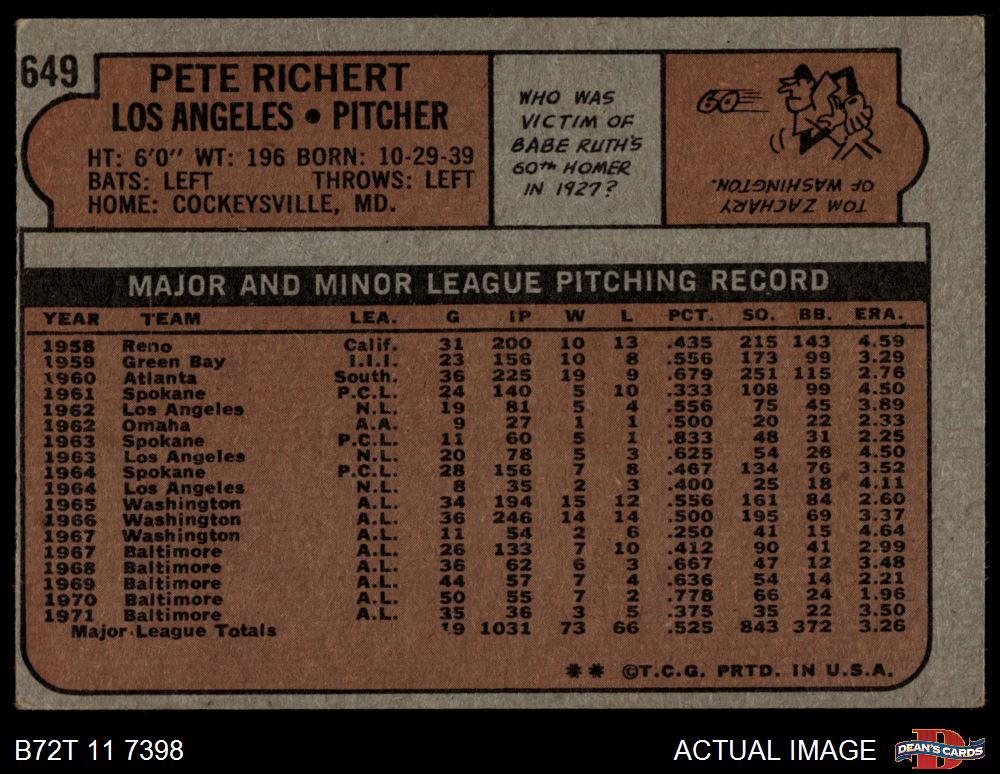 649
PETE RICHERT
LOS ANGELES • PITCHER
HT: 6'0" WT: 196 BORN: 10-29-39
BATS: LEFT THROWS: LEFT
HOME: COCKEYSVILLE, MD.
WHO WAS
VICTIM OF
BABE RUTH'S
60TH HOMER
IN 1927?
60
TOM ZACHARY
OF WASHINGTON.
MAJOR AND MINOR LEAGUE PITCHING RECORD
YEAR TEAM LEA. G IP W L PCT. SO. BB. ERA.
1958 Reno Calif. 31 200 10 13 .435 215 143 4.59
1959 Green Bay I.I.I. 23 156 10 8 .556 173 99 3.29
1960 Atlanta South. 36 225 19 9 .679 251 115 2.76
1961 Spokane P.C.L. 24 140 5 10 .333 108 99 4.50
1962 Los Angeles N.L. 19 81 5 4 .556 75 45 3.89
1962 Omaha A.A. 9 27 1 1 .500 20 22 2.33
1963 Spokane P.C.L. 11 60 5 1 .833 48 31 2.25
1963 Los Angeles N.L. 20 78 5 3 .625 54 28 4.50
1964 Spokane P.C.L. 28 156 7 8 .467 134 76 3.52
1964 Los Angeles N.L. 8 35 2 3 .400 25 18 4.11
1965 Washington A.L. 34 194 15 12 .556 161 84 2.60
1966 Washington A.L. 36 246 14 14 .500 195 69 3.37
1967 Washington A.L. 11 54 2 6 .250 41 15 4.64
1967 Baltimore A.L. 26 133 7 10 .412 90 41 2.99
1968 Baltimore A.L. 36 62 6 3 .667 47 12 3.48
1969 Baltimore A.L. 44 57 7 4 .636 54 14 2.21
1970 Baltimore A.L. 50 55 7 2 .778 66 24 1.96
1971 Baltimore A.L. 35 36 3 5 .375 35 22 3.50
Major League Totals 1031 73 66 .525 843 372 3.26
** ©T.C.G. PRTD. IN U.S.A.
B72T 11 7398
ACTUAL IMAGE
DEAN'S CARDS